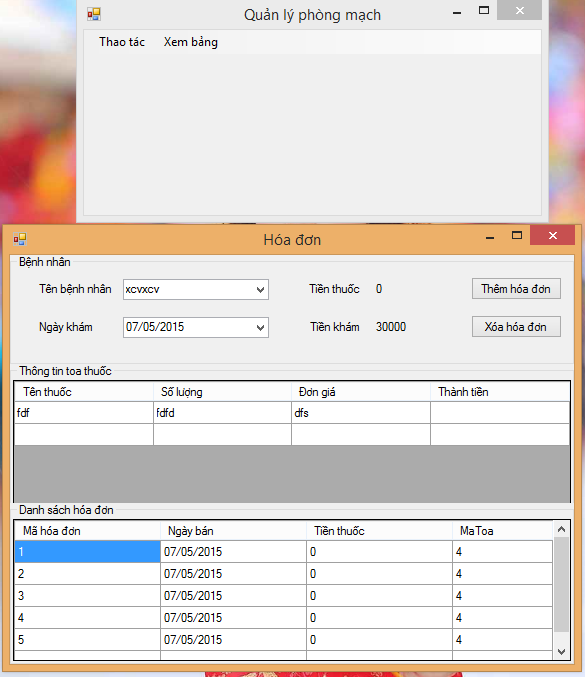 Quản lý phòng mạch
Thao tác Xem bảng
Hóa đơn
Bệnh nhân
Tên bệnh nhân xcvxcv Tiền thuốc 0 Thêm hóa đơn
Ngày khám 07/05/2015 Tiền khám 30000 Xóa hóa đơn
Thông tin toa thuốc
Tên thuốc Số lượng Đơn giá Thành tiền
fdf fdfd dfs
Danh sách hóa đơn
Mã hóa đơn Ngày bán Tiền thuốc MaToa
1 07/05/2015 0 4
2 07/05/2015 0 4
3 07/05/2015 0 4
4 07/05/2015 0 4
5 07/05/2015 0 4